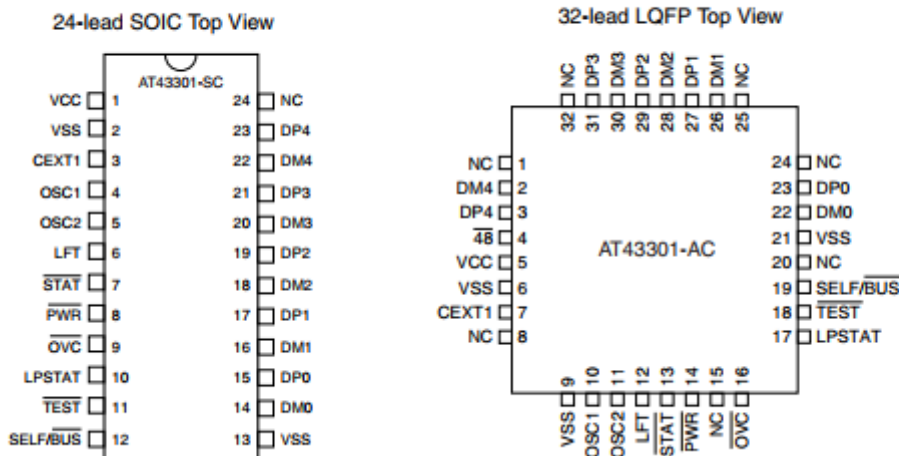 24-lead SOIC Top View
AT43301-SC
VCC 1 24 NC
VSS 2 23 DP4
CEXT1 3 22 DM4
OSC1 4 21 DP3
OSC2 5 20 DM3
LFT 6 19 DP2
STAT 7 18 DM2
PWR 8 17 DP1
OVC 9 16 DM1
LPSTAT 10 15 DP0
TEST 11 14 DM0
SELF/BUS 12 13 VSS
32-lead LQFP Top View
NC DP3 DM3 DP2 DM2 DP1 DM1 NC
32 31 30 29 28 27 26 25
NC 1 24 NC
DM4 2 23 DP0
DP4 3 22 DM0
48 4 21 VSS
AT43301-AC
VCC 5 20 NC
VSS 6 19 SELF/BUS
CEXT1 7 18 TEST
NC 8 17 LPSTAT
9 10 11 12 13 14 15 16
VSS OSC1 OSC2 LFT STAT PWR NC OVC